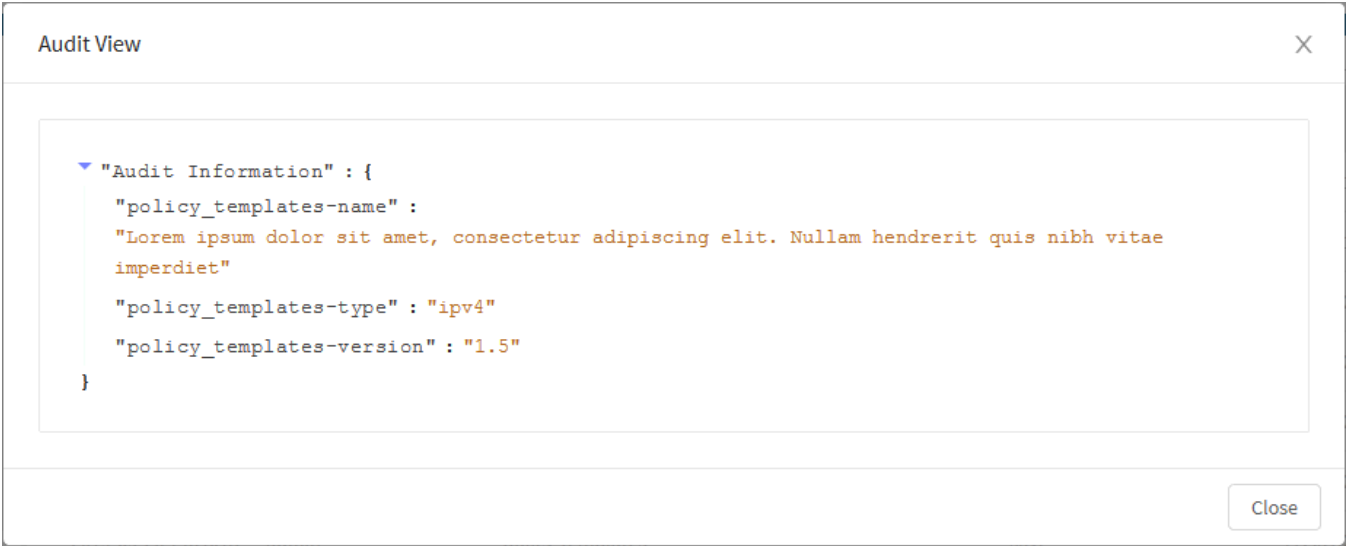 Audit View
"Audit Information" : {
"policy_templates-name" :
"Lorem ipsum dolor sit amet, consectetur adipiscing elit. Nullam hendrerit quis nibh vitae
imperdiet"
"policy_templates-type" : "ipv4"
"policy_templates-version" : "1.5"
}
Close